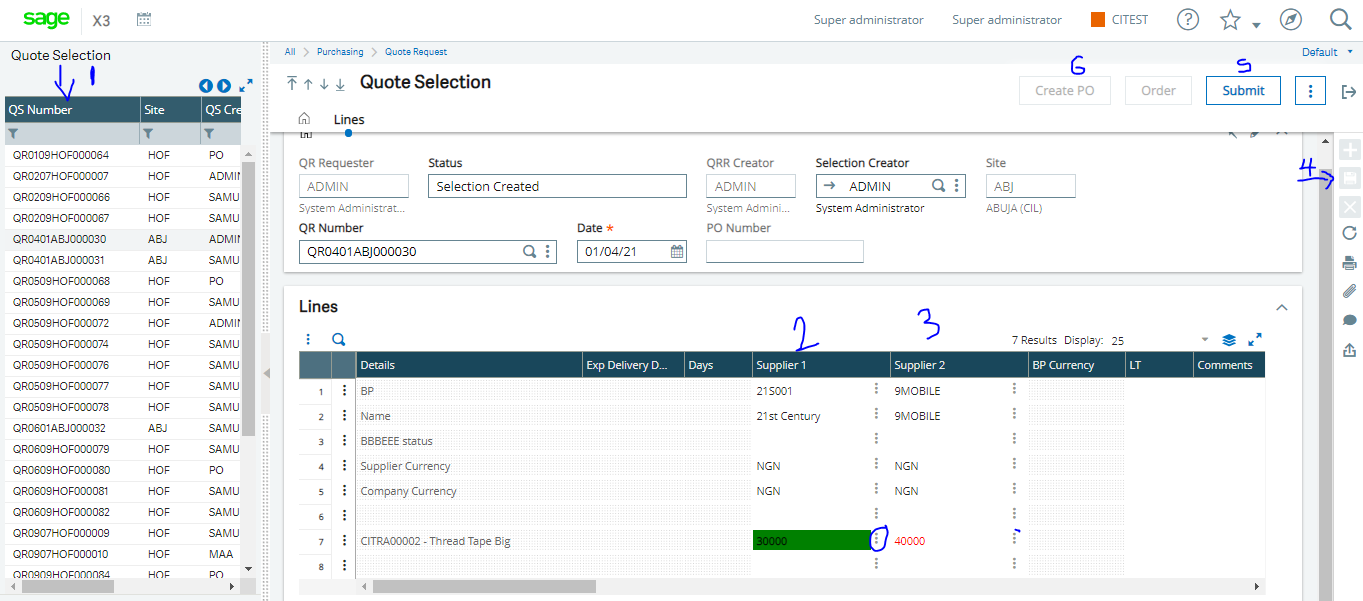 sage X3 Super administrator Super administrator CITEST
Quote Selection
1
QS Number Site QS Cre
QR0109HOF000064 HOF PO
QR0207HOF000007 HOF ADMIN
QR0209HOF000066 HOF SAMU
QR0209HOF000067 HOF SAMU
QR0401ABJ000030 ABJ ADMIN
QR0401ABJ000031 ABJ SAMU
QR0509HOF000068 HOF PO
QR0509HOF000069 HOF SAMU
QR0509HOF000072 HOF ADMIN
QR0509HOF000074 HOF SAMU
QR0509HOF000076 HOF SAMU
QR0509HOF000077 HOF SAMU
QR0509HOF000078 HOF SAMU
QR0601ABJ000032 ABJ SAMU
QR0609HOF000079 HOF SAMU
QR0609HOF000080 HOF PO
QR0609HOF000081 HOF SAMU
QR0609HOF000082 HOF SAMU
QR0907HOF000009 HOF SAMU
QR0907HOF000010 HOF MAA
QR0909HOF000084 HOF PO
All Purchasing Quote Request Default
Quote Selection
6 5
Create PO Order Submit
Lines
4
QR Requester Status QRR Creator Selection Creator Site
ADMIN Selection Created ADMIN ADMIN ABJ
System Administrat... System Admini... System Administrator ABUJA (CIL)
QR Number Date * PO Number
QR0401ABJ000030 01/04/21
Lines
2 3
7 Results Display: 25
Details Exp Delivery D... Days Supplier 1 Supplier 2 BP Currency LT Comments
1 BP 21S001 9MOBILE
2 Name 21st Century 9MOBILE
3 BBBEEE status
4 Supplier Currency NGN NGN
5 Company Currency NGN NGN
6
7 CITRA00002 - Thread Tape Big 30000 40000
8